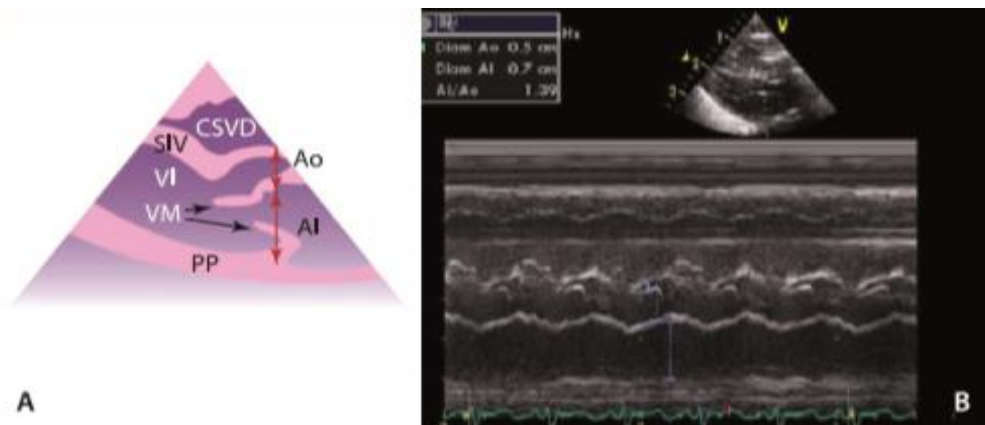 CSVD
SIV
Ao
VI
VM
AI
PP
A
Diam Ao 0.5 cm
Diam AI 0.7 cm
AI/Ao 1.39
V
B